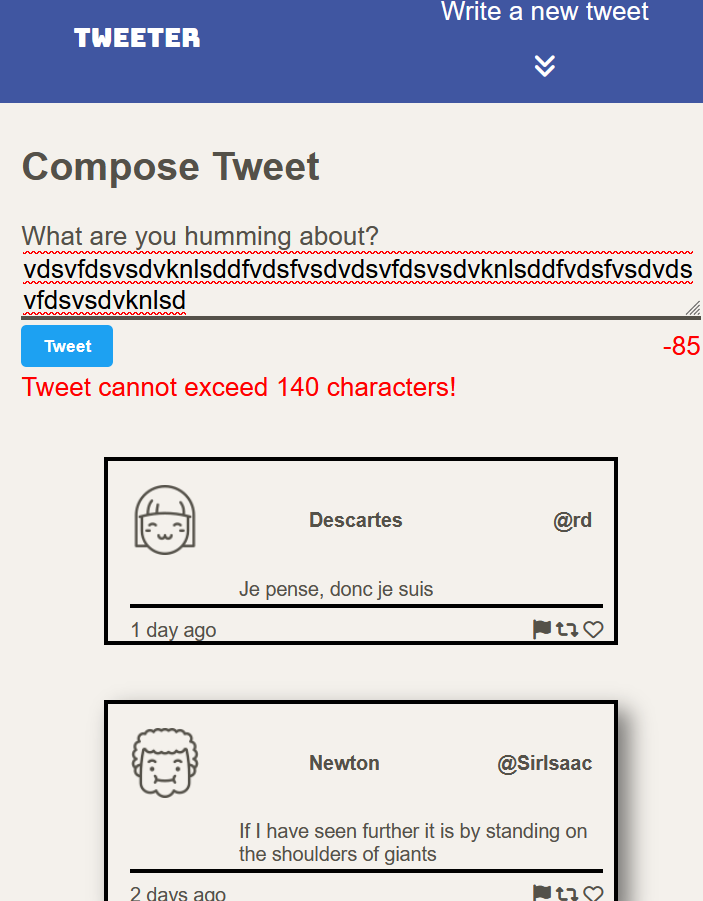 Write a new tweet
TWEETER
Compose Tweet
What are you humming about?
vdsvfdsvsdvknlsddfvdsfvsdvdsvfdsvsdvknlsddfvdsfvsdvds
vfdsvsdvknlsd
Tweet
-85
Tweet cannot exceed 140 characters!
Descartes
@rd
Je pense, donc je suis
1 day ago
Newton
@SirIsaac
If I have seen further it is by standing on
the shoulders of giants
2 days ago